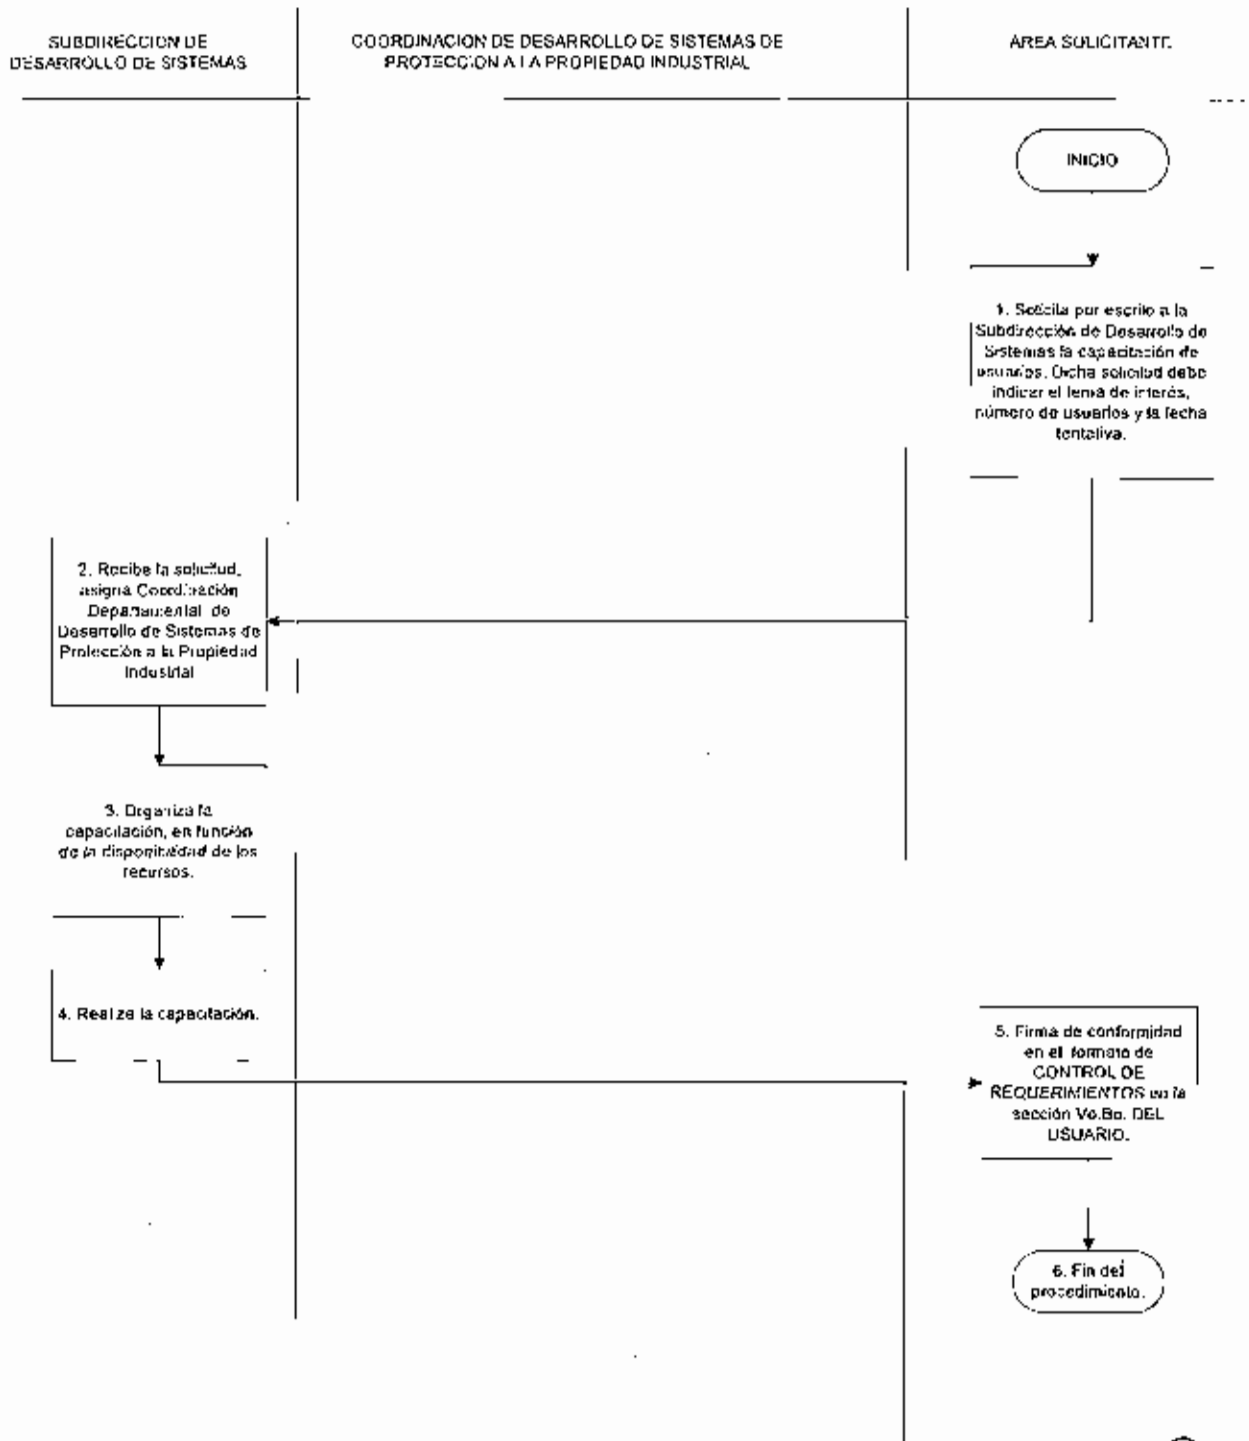 SUBDIRECCION DE
DESARROLLO DE SISTEMAS
COORDINACION DE DESARROLLO DE SISTEMAS DE
PROTECCION A LA PROPIEDAD INDUSTRIAL
AREA SOLICITANTE.
INICIO
1. Solicita por escrito a la
Subdirección de Desarrollo de
Sistemas la capacitación de
usuarios. Dicha solicitud debe
indicar el tema de interés,
número de usuarios y la fecha
tentativa.
2. Recibe la solicitud,
asigna Coordinación
Departamental de
Desarrollo de Sistemas de
Protección a la Propiedad
Industrial
3. Organiza la
capacitación, en función
de la disponibilidad de los
recursos.
4. Realiza la capacitación.
5. Firma de conformidad
en el formato de
CONTROL DE
REQUERIMIENTOS en la
sección Vo.Bo. DEL
USUARIO.
6. Fin del
procedimiento.